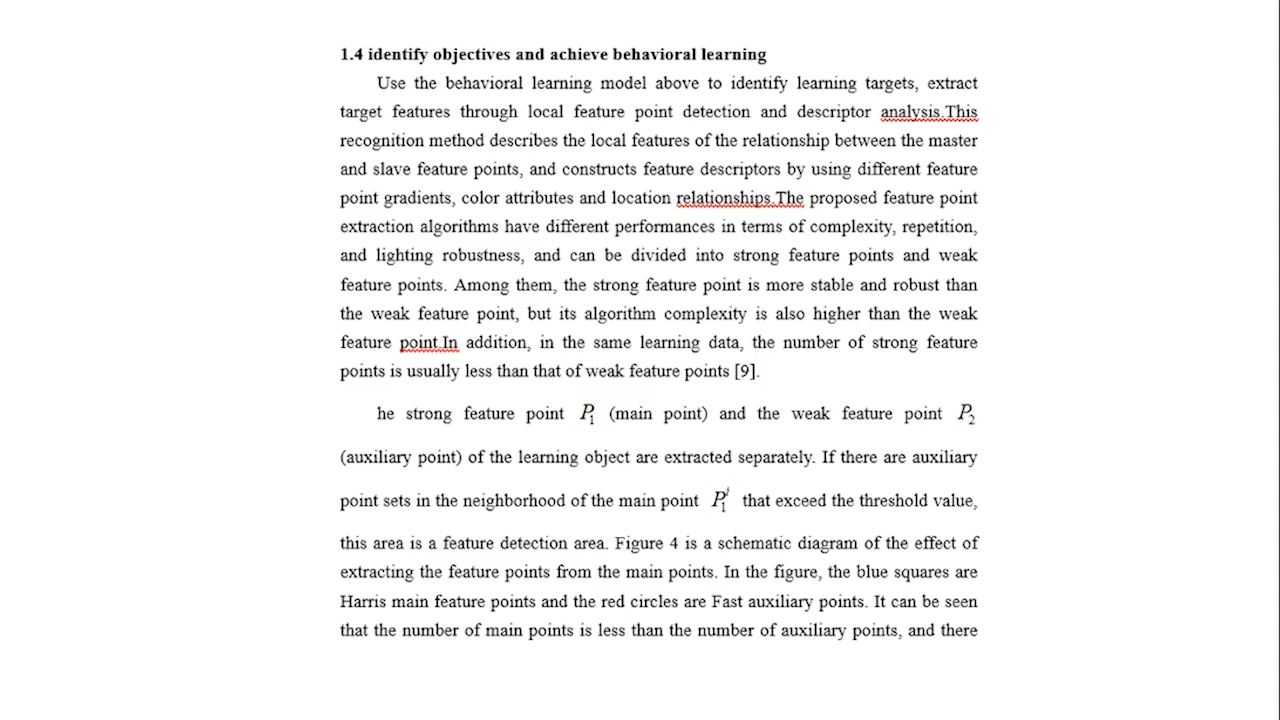 1.4 identify objectives and achieve behavioral learning
Use the behavioral learning model above to identify learning targets, extract
target features through local feature point detection and descriptor analysis.This
recognition method describes the local features of the relationship between the master
and slave feature points, and constructs feature descriptors by using different feature
point gradients, color attributes and location relationships.The proposed feature point
extraction algorithms have different performances in terms of complexity, repetition,
and lighting robustness, and can be divided into strong feature points and weak
feature points. Among them, the strong feature point is more stable and robust than
the weak feature point, but its algorithm complexity is also higher than the weak
feature point.In addition, in the same learning data, the number of strong feature
points is usually less than that of weak feature points [9].
he strong feature point P₁ (main point) and the weak feature point P₂
(auxiliary point) of the learning object are extracted separately. If there are auxiliary
point sets in the neighborhood of the main point P₁ⁱ that exceed the threshold value,
this area is a feature detection area. Figure 4 is a schematic diagram of the effect of
extracting the feature points from the main points. In the figure, the blue squares are
Harris main feature points and the red circles are Fast auxiliary points. It can be seen
that the number of main points is less than the number of auxiliary points, and there